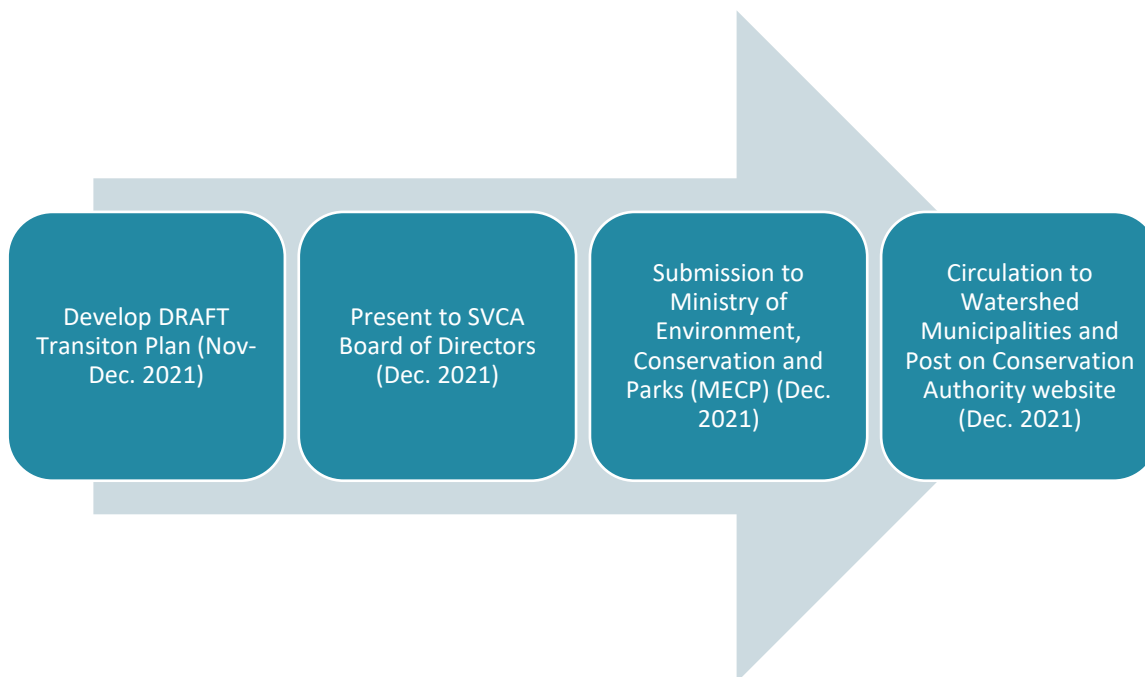 Develop DRAFT
Transiton Plan (Nov-
Dec. 2021)
Present to SVCA
Board of Directors
(Dec. 2021)
Submission to
Ministry of
Environment,
Conservation and
Parks (MECP) (Dec.
2021)
Circulation to
Watershed
Municipalities and
Post on Conservation
Authority website
(Dec. 2021)